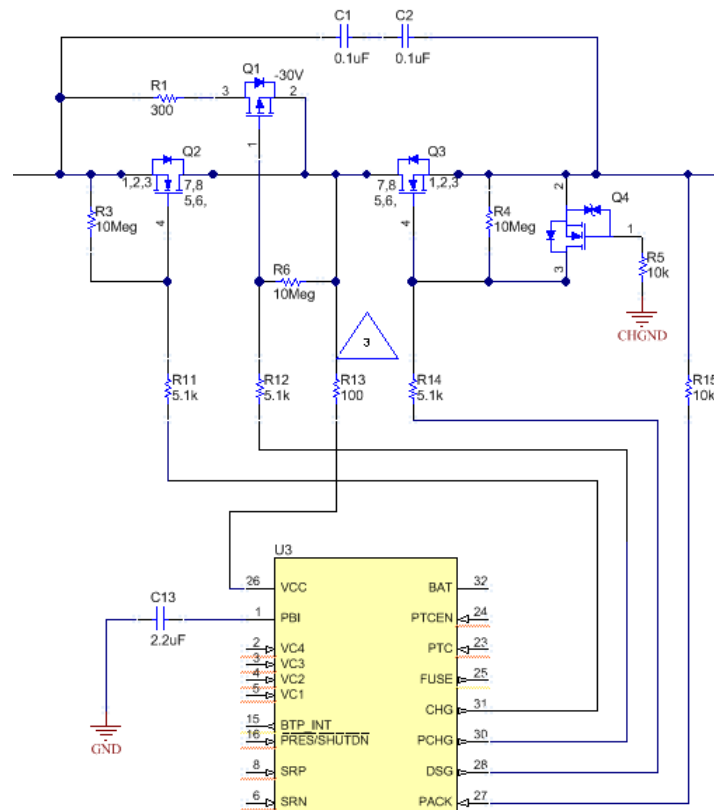 C1 C2
0.1uF 0.1uF
Q1 -30V
R1
300
3 2
1
Q2 Q3
1,2,3 7,8
5,6,
7,8 1,2,3
5,6,
4 4
R3
10Meg
R4
10Meg
2 Q4
1
3
R5
10k
CHGND
R6
10Meg
3
R11
5.1k
R12
5.1k
R13
100
R14
5.1k
R15
10k
U3
26 VCC BAT 32
1 PBI PTCEN 24
C13
2.2uF
GND
2 VC4 PTC 23
3 VC3
4 VC2 FUSE 25
5 VC1
CHG 31
15 BTP_INT
16 PRES/SHUTDN PCHG 30
8 SRP DSG 28
6 SRN PACK 27